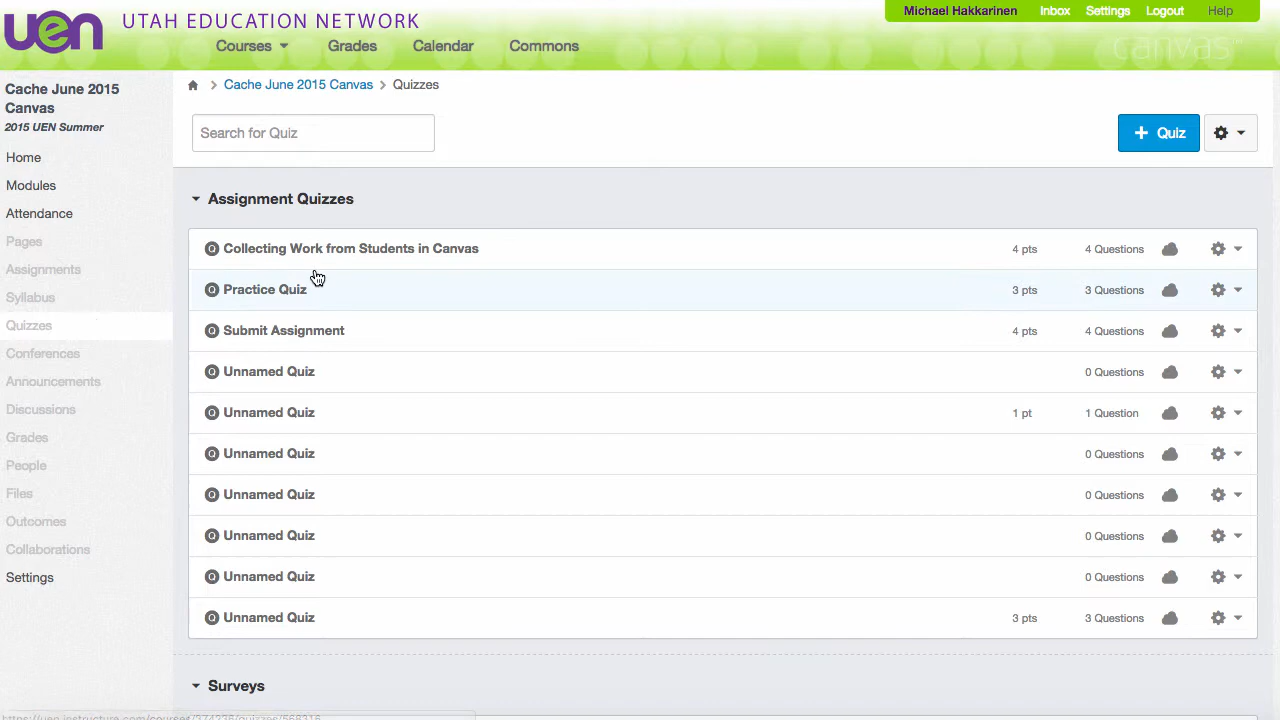 uen UTAH EDUCATION NETWORK
Michael Hakkarinen Inbox Settings Logout Help
Courses Grades Calendar Commons
canvas
Cache June 2015
Canvas
2015 UEN Summer
Home
Modules
Attendance
Pages
Assignments
Syllabus
Quizzes
Conferences
Announcements
Discussions
Grades
People
Files
Outcomes
Collaborations
Settings
Cache June 2015 Canvas Quizzes
Search for Quiz
+ Quiz
Assignment Quizzes
Q Collecting Work from Students in Canvas 4 pts 4 Questions
Q Practice Quiz 3 pts 3 Questions
Q Submit Assignment 4 pts 4 Questions
Q Unnamed Quiz 0 Questions
Q Unnamed Quiz 1 pt 1 Question
Q Unnamed Quiz 0 Questions
Q Unnamed Quiz 0 Questions
Q Unnamed Quiz 0 Questions
Q Unnamed Quiz 0 Questions
Q Unnamed Quiz 3 pts 3 Questions
Surveys